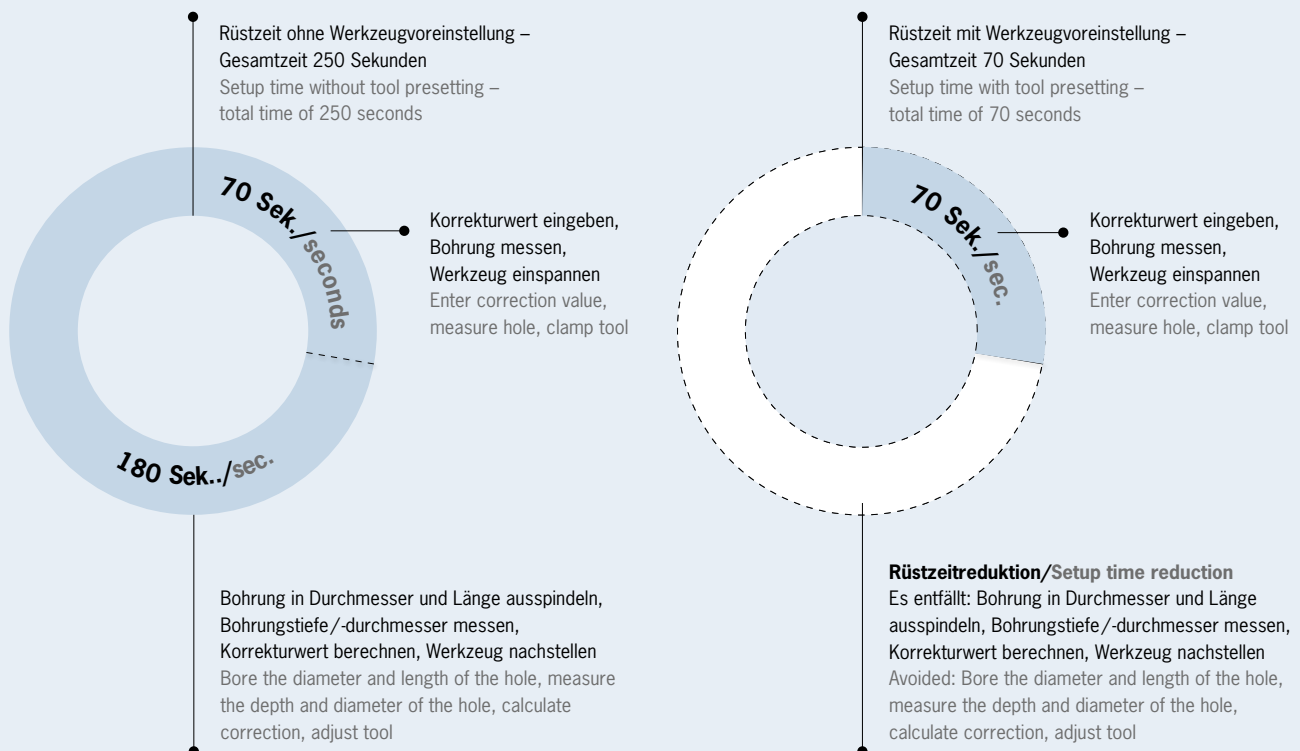 Rüstzeit ohne Werkzeugvoreinstellung –
Gesamtzeit 250 Sekunden
Setup time without tool presetting –
total time of 250 seconds
70 Sek./seconds
Korrekturwert eingeben,
Bohrung messen,
Werkzeug einspannen
Enter correction value,
measure hole, clamp tool
180 Sek../sec.
Bohrung in Durchmesser und Länge ausspindeln,
Bohrungstiefe/-durchmesser messen,
Korrekturwert berechnen, Werkzeug nachstellen
Bore the diameter and length of the hole, measure
the depth and diameter of the hole, calculate
correction, adjust tool
Rüstzeit mit Werkzeugvoreinstellung –
Gesamtzeit 70 Sekunden
Setup time with tool presetting –
total time of 70 seconds
70 Sek./sec.
Korrekturwert eingeben,
Bohrung messen,
Werkzeug einspannen
Enter correction value,
measure hole, clamp tool
Rüstzeitreduktion/Setup time reduction
Es entfällt: Bohrung in Durchmesser und Länge
ausspindeln, Bohrungstiefe/-durchmesser messen,
Korrekturwert berechnen, Werkzeug nachstellen
Avoided: Bore the diameter and length of the hole,
measure the depth and diameter of the hole,
calculate correction, adjust tool